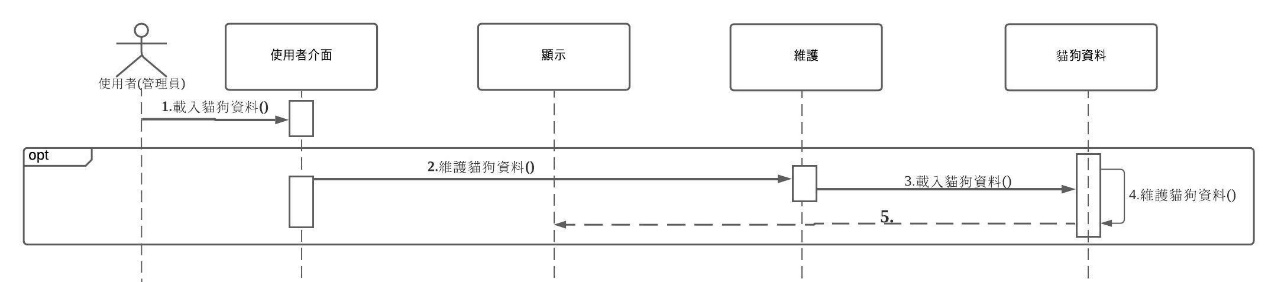 使用者介面
顯示
維護
貓狗資料
使用者(管理員)
1.載入貓狗資料()
opt
2.維護貓狗資料()
3.載入貓狗資料()
4.維護貓狗資料()
5.